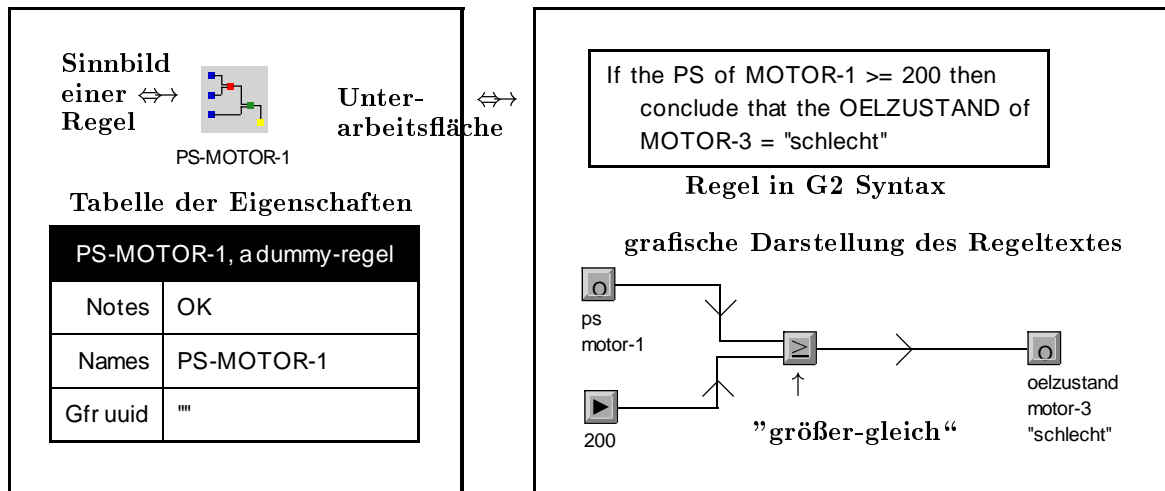 Sinnbild
einer ⇔→
Regel
PS-MOTOR-1
Unter- ⇔→
arbeitsfläche
Tabelle der Eigenschaften
PS-MOTOR-1, a dummy-regel
Notes OK
Names PS-MOTOR-1
Gfr uuid ""
If the PS of MOTOR-1 >= 200 then
conclude that the OELZUSTAND of
MOTOR-3 = "schlecht"
Regel in G2 Syntax
grafische Darstellung des Regeltextes
O
ps
motor-1
≥
O
oelzustand
motor-3
"schlecht"
200
↑
”größer-gleich“